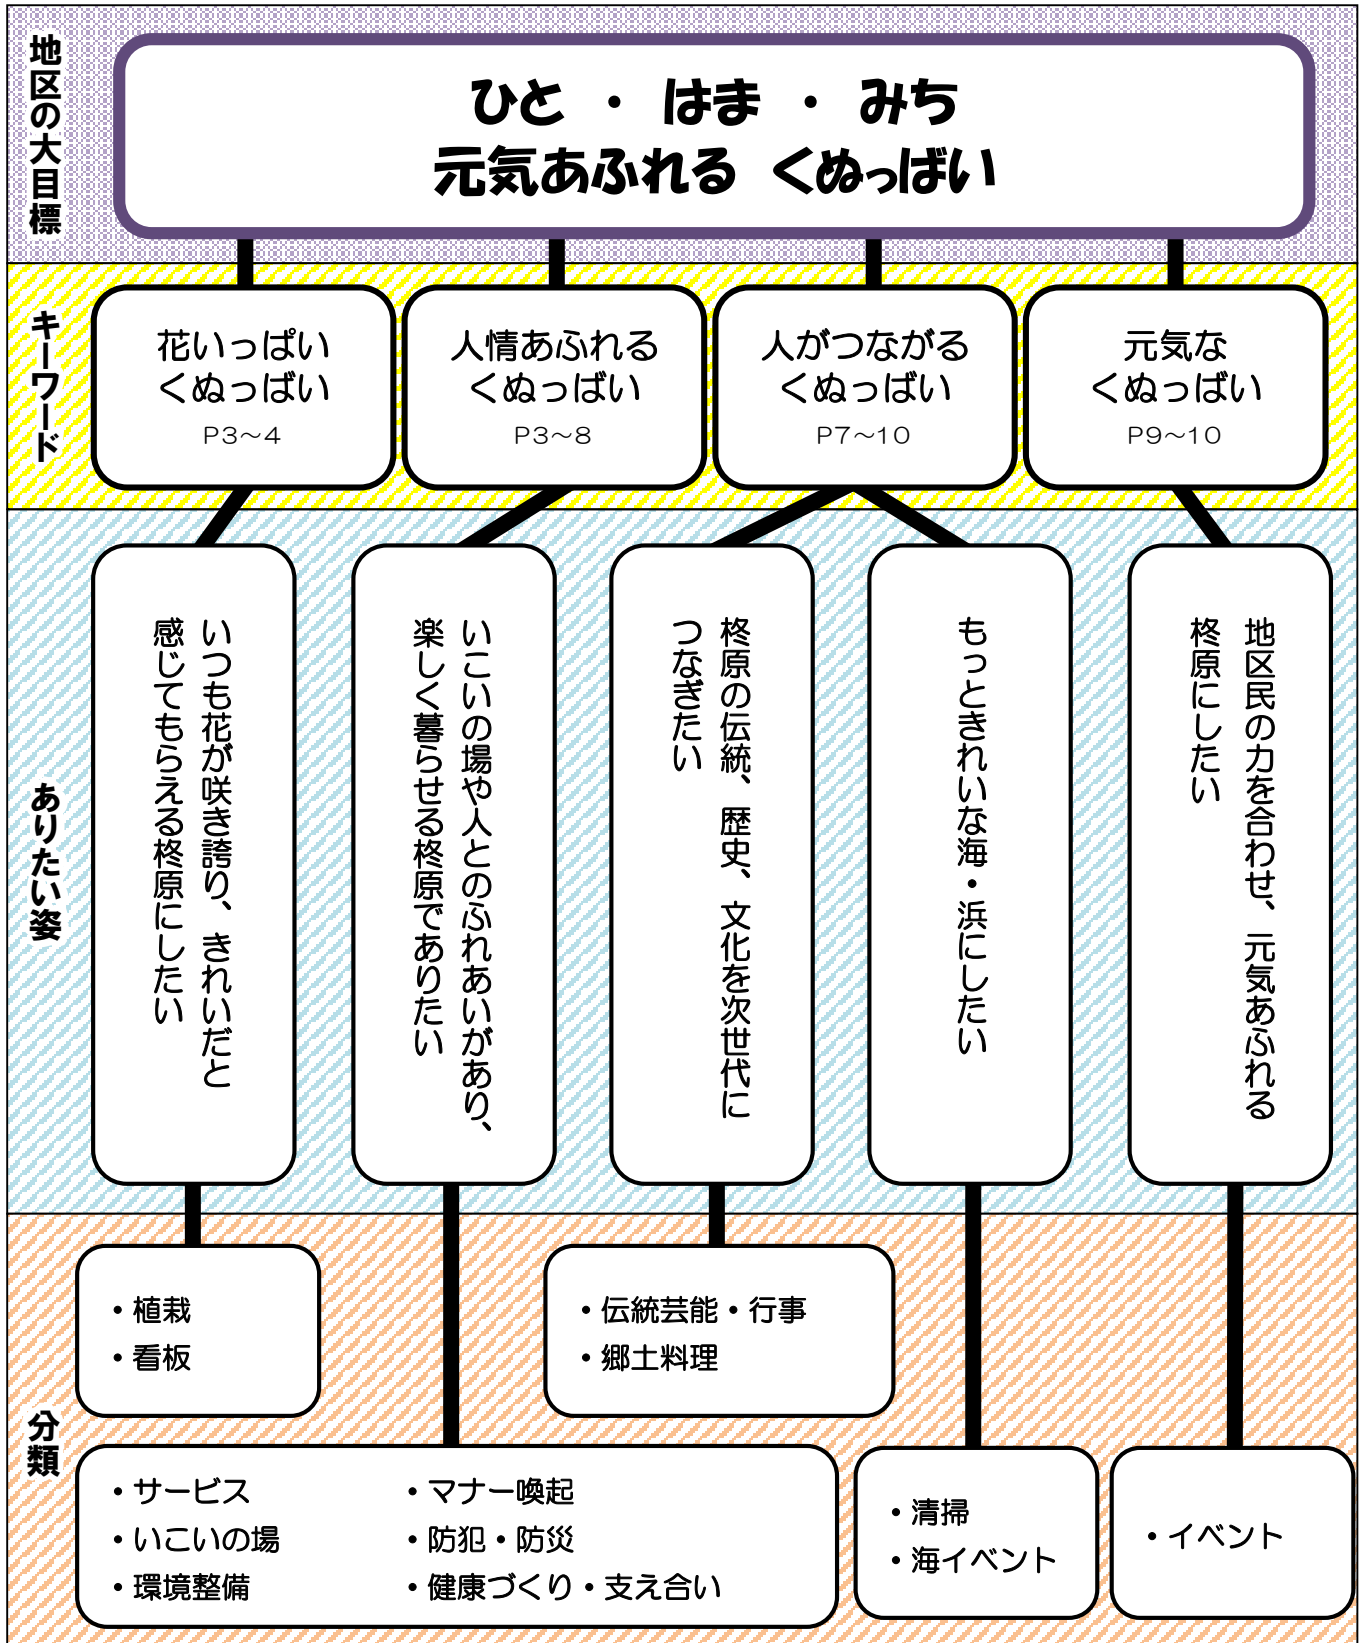 地区の大目標
ひと ・ はま ・ みち
元気あふれる くぬっばい
キーワード
花いっぱい
くぬっばい
P3～4
人情あふれる
くぬっばい
P3～8
人がつながる
くぬっばい
P7～10
元気な
くぬっばい
P9～10
ありたい姿
いつも花が咲き誇り、きれいだと
感じてもらえる柊原にしたい
いこいの場や人とのふれあいがあり、
楽しく暮らせる柊原でありたい
柊原の伝統、歴史、文化を次世代に
つなぎたい
もっときれいな海・浜にしたい
地区民の力を合わせ、元気あふれる
柊原にしたい
分類
・植栽
・看板
・伝統芸能・行事
・郷土料理
・サービス
・いこいの場
・環境整備
・マナー喚起
・防犯・防災
・健康づくり・支え合い
・清掃
・海イベント
・イベント